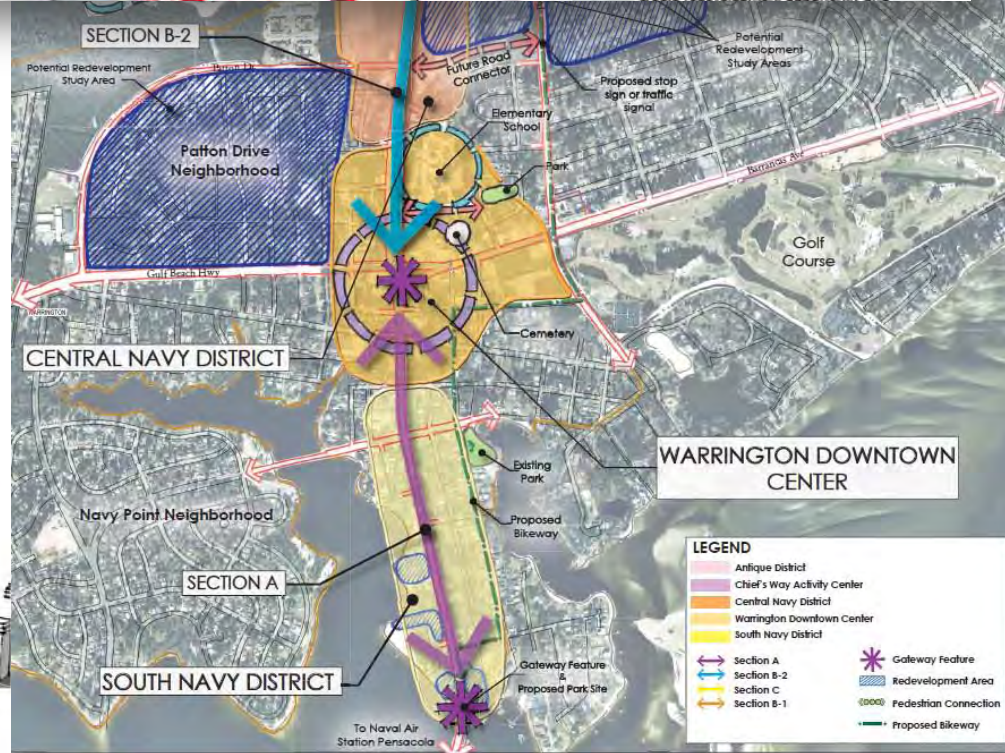 SECTION B-2
Potential Redevelopment
Study Area
Patton Dr
Future Road
Connector
Potential
Redevelopment
Study Areas
Proposed stop
sign or traffic
signal
Elementary
School
Patton Drive
Neighborhood
Park
Barrancas Ave
Golf
Course
Gulf Beach Hwy
WARRINGTON
Cemetery
CENTRAL NAVY DISTRICT
WARRINGTON DOWNTOWN
CENTER
Existing
Park
Navy Point Neighborhood
Proposed
Bikeway
SECTION A
SOUTH NAVY DISTRICT
Gateway Feature
&
Proposed Park Site
To Naval Air
Station Pensacola
LEGEND
Antique District
Chief's Way Activity Center
Central Navy District
Warrington Downtown Center
South Navy District
Section A
Section B-2
Section C
Section B-1
Gateway Feature
Redevelopment Area
Pedestrian Connection
Proposed Bikeway